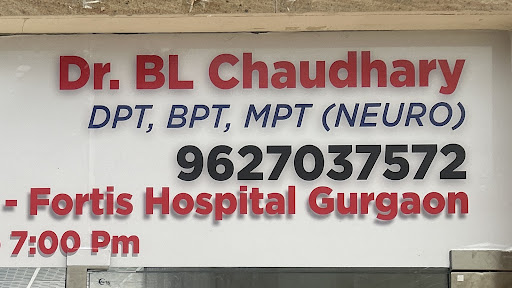 Dr. BL Chaudhary
DPT, BPT, MPT (NEURO)
9627037572
- Fortis Hospital Gurgaon
7:00 Pm